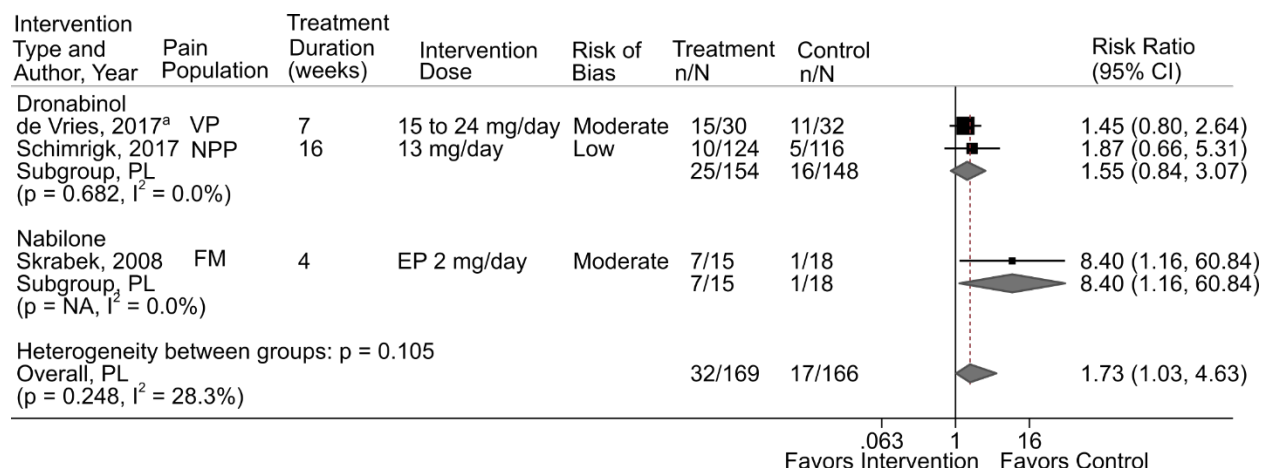 Intervention Type and Author, Year Pain Population Treatment Duration (weeks) Intervention Dose Risk of Bias Treatment n/N Control n/N Risk Ratio (95% CI)
Dronabinol
de Vries, 2017ᵃ VP 7 15 to 24 mg/day Moderate 15/30 11/32 1.45 (0.80, 2.64)
Schimrigk, 2017 NPP 16 13 mg/day Low 10/124 5/116 1.87 (0.66, 5.31)
Subgroup, PL 25/154 16/148 1.55 (0.84, 3.07)
(p = 0.682, I² = 0.0%)
Nabilone
Skrabek, 2008 FM 4 EP 2 mg/day Moderate 7/15 1/18 8.40 (1.16, 60.84)
Subgroup, PL 7/15 1/18 8.40 (1.16, 60.84)
(p = NA, I² = 0.0%)
Heterogeneity between groups: p = 0.105
Overall, PL 32/169 17/166 1.73 (1.03, 4.63)
(p = 0.248, I² = 28.3%)
.063 1 16
Favors Intervention Favors Control